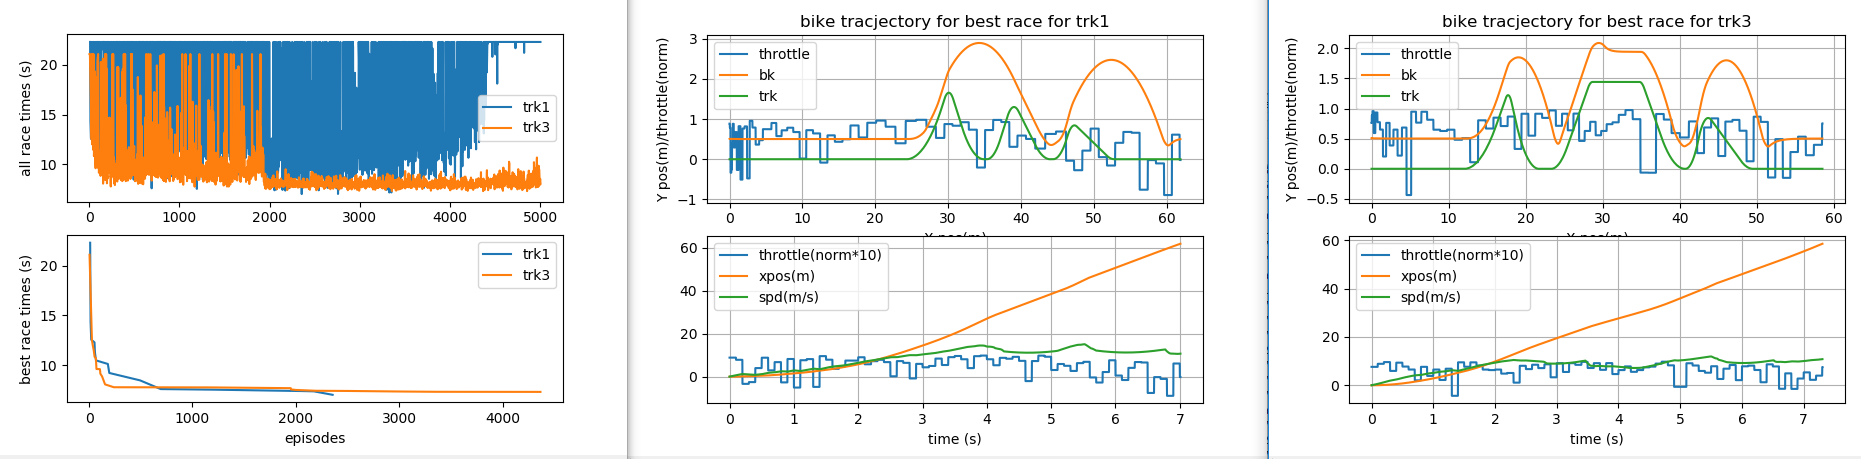 all race times (s)
20
15
10
trk1
trk3
0
1000
2000
3000
4000
5000
best race times (s)
20
15
10
trk1
trk3
0
1000
2000
3000
4000
episodes
bike tracjectory for best race for trk1
Y pos(m)/throttle(norm)
3
2
1
0
−1
throttle
bk
trk
0
10
20
30
40
50
60
60
40
20
0
throttle(norm*10)
xpos(m)
spd(m/s)
0
1
2
3
4
5
6
7
time (s)
bike tracjectory for best race for trk3
Y pos(m)/throttle(norm)
2.0
1.5
1.0
0.5
0.0
−0.5
throttle
bk
trk
0
10
20
30
40
50
60
60
40
20
0
throttle(norm*10)
xpos(m)
spd(m/s)
0
1
2
3
4
5
6
7
time (s)